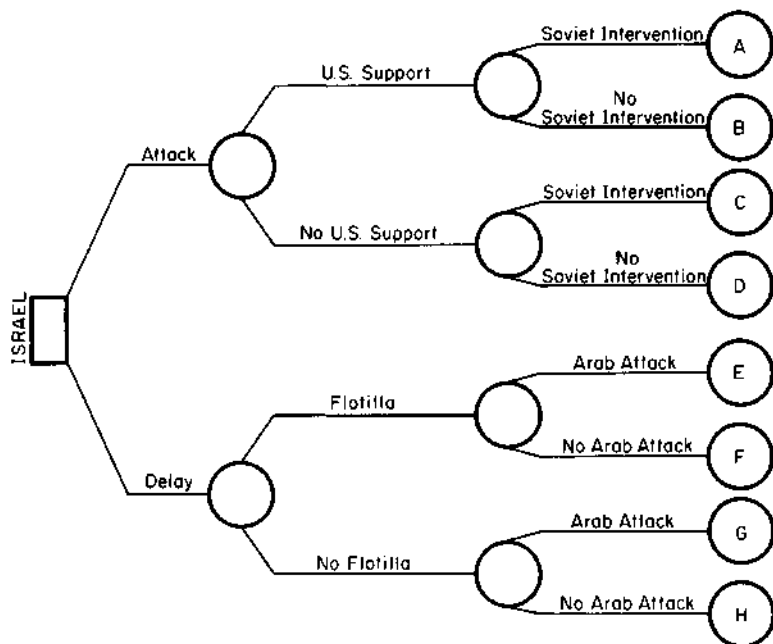 Soviet Intervention
A
U.S. Support
No
Soviet Intervention
B
Attack
Soviet Intervention
C
No U.S. Support
No
Soviet Intervention
D
ISRAEL
Arab Attack
E
Flotilla
No Arab Attack
F
Delay
Arab Attack
G
No Flotilla
No Arab Attack
H